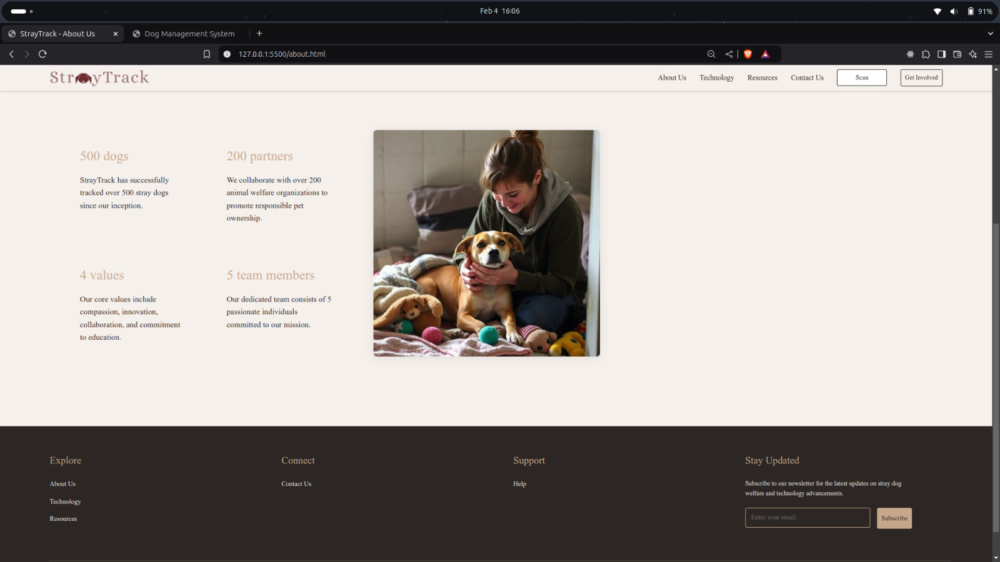 Feb 4 16:06
91%
StrayTrack - About Us
Dog Management System
127.0.0.1:5500/about.html
StrayTrack
About Us
Technology
Resources
Contact Us
Scan
Get Involved
500 dogs
StrayTrack has successfully
tracked over 500 stray dogs
since our inception.
200 partners
We collaborate with over 200
animal welfare organizations to
promote responsible pet
ownership.
4 values
Our core values include
compassion, innovation,
collaboration, and commitment
to education.
5 team members
Our dedicated team consists of 5
passionate individuals
committed to our mission.
Explore
About Us
Technology
Resources
Connect
Contact Us
Support
Help
Stay Updated
Subscribe to our newsletter for the latest updates on stray dog
welfare and technology advancements.
Enter your email
Subscribe